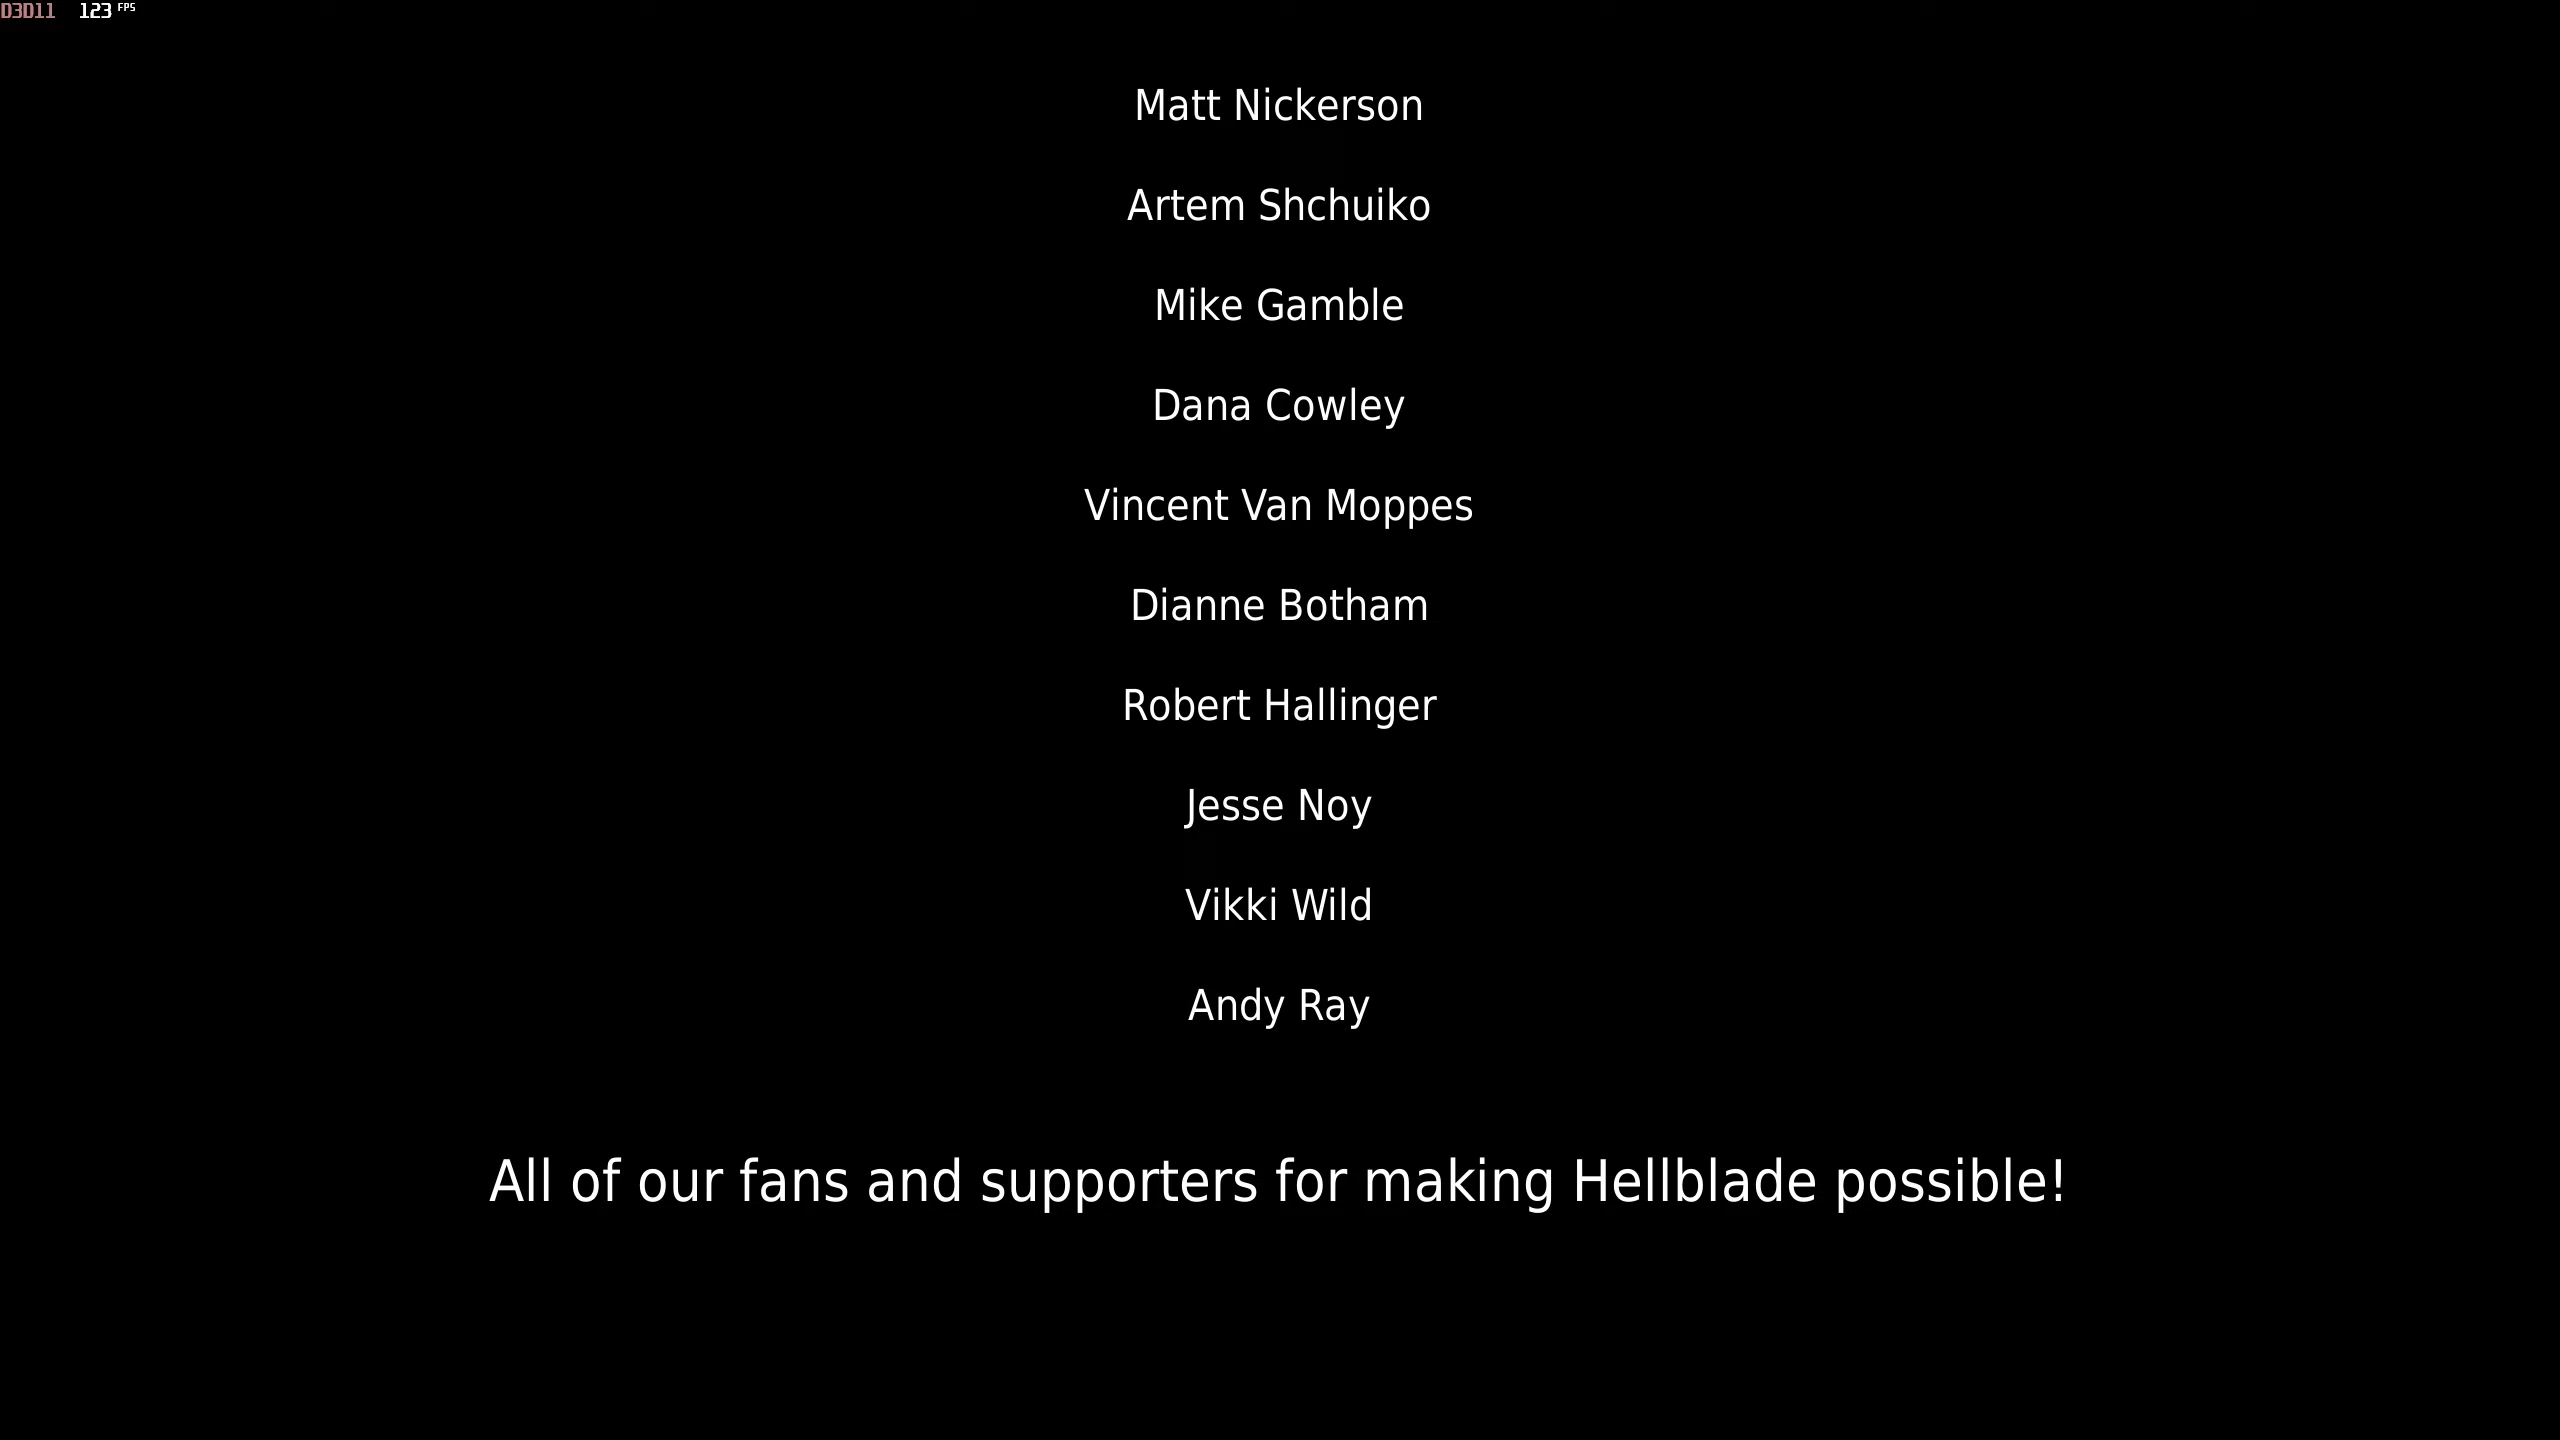 D3D11 123 FPS
Matt Nickerson
Artem Shchuiko
Mike Gamble
Dana Cowley
Vincent Van Moppes
Dianne Botham
Robert Hallinger
Jesse Noy
Vikki Wild
Andy Ray
All of our fans and supporters for making Hellblade possible!